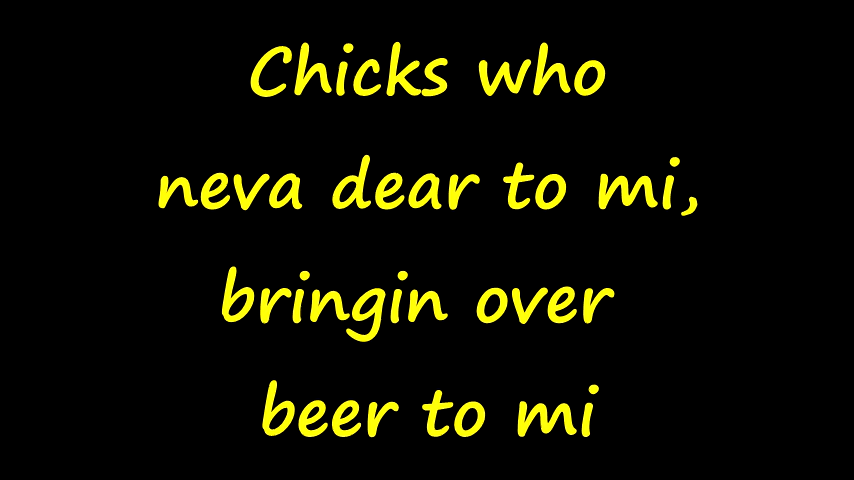 Chicks who
neva dear to mi,
bringin over
beer to mi